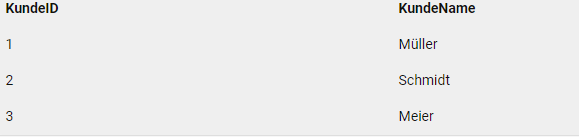 KundeID KundeName
1 Müller
2 Schmidt
3 Meier